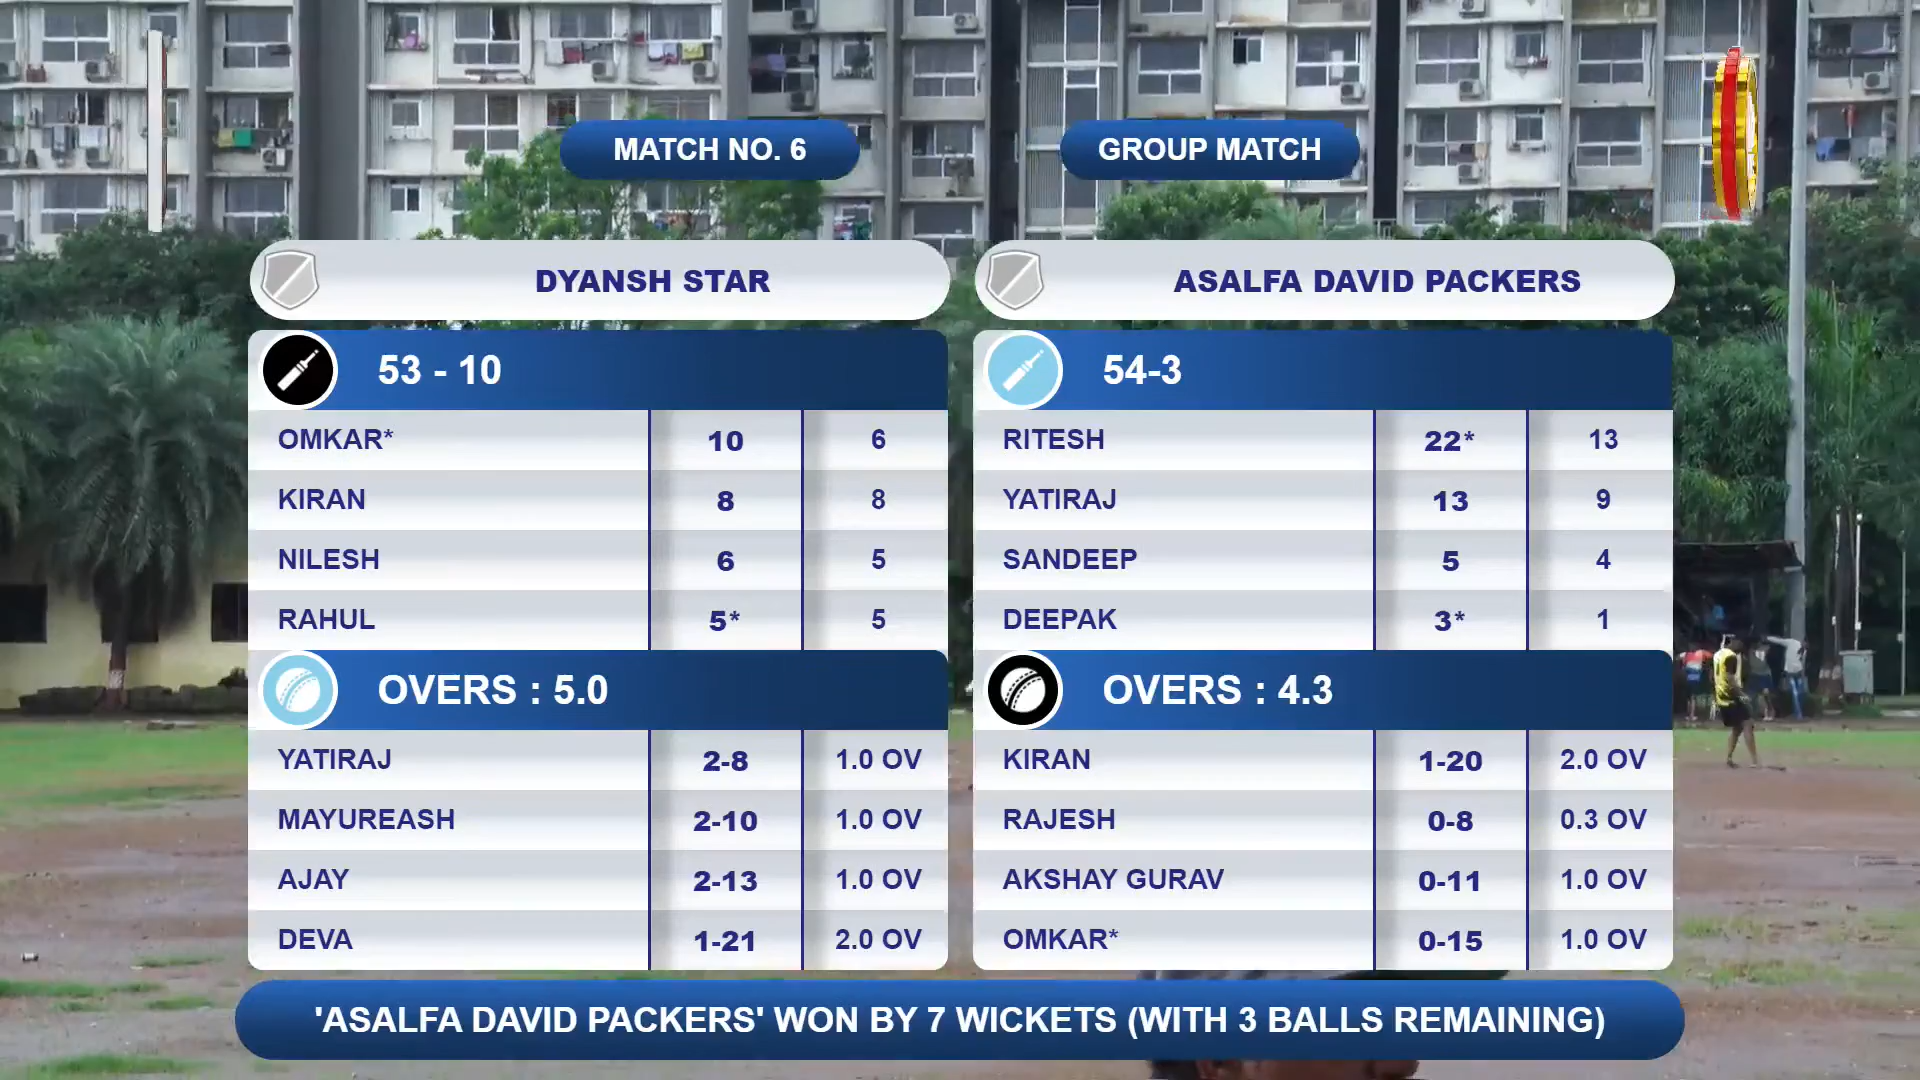 MATCH NO. 6
GROUP MATCH
DYANSH STAR
53 - 10
OMKAR* 10 6
KIRAN 8 8
NILESH 6 5
RAHUL 5* 5
OVERS : 5.0
YATIRAJ 2-8 1.0 OV
MAYUREASH 2-10 1.0 OV
AJAY 2-13 1.0 OV
DEVA 1-21 2.0 OV
ASALFA DAVID PACKERS
54-3
RITESH 22* 13
YATIRAJ 13 9
SANDEEP 5 4
DEEPAK 3* 1
OVERS : 4.3
KIRAN 1-20 2.0 OV
RAJESH 0-8 0.3 OV
AKSHAY GURAV 0-11 1.0 OV
OMKAR* 0-15 1.0 OV
'ASALFA DAVID PACKERS' WON BY 7 WICKETS (WITH 3 BALLS REMAINING)